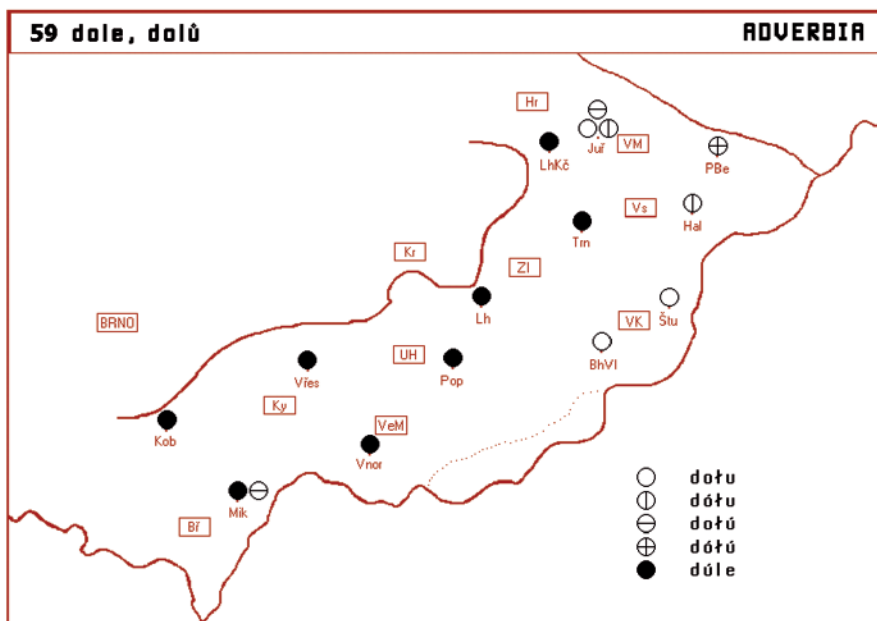 59 dole, dolů
ADVERBIA
Hr
Juř
VM
LhKč
PBe
Vs
Hal
Trn
Kr
Zl
Lh
BRNO
VK
Štu
UH
BhVl
Vřes
Pop
Ky
VeM
Kob
Vnor
Mik
Bř
dołu
dółu
dołú
dółú
dúle